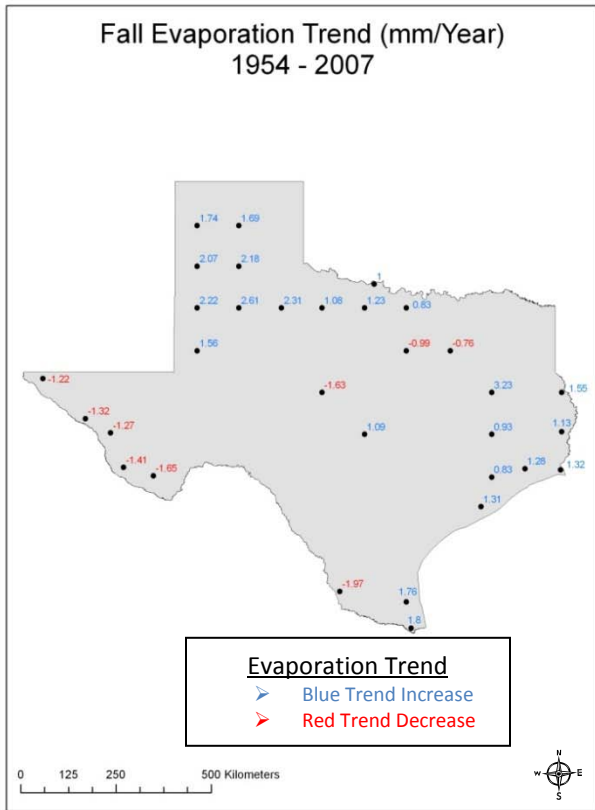 Fall Evaporation Trend (mm/Year)
1954 - 2007
1.74 1.69
2.07 2.18
1
2.22 2.61 2.31 1.08 1.23 0.83
1.56 -0.99 -0.76
-1.22
-1.63 3.23 1.55
-1.32
-1.27 1.09 0.93 1.13
-1.41 -1.65 0.83 1.28 1.32
1.31
-1.97 1.76
1.8
Evaporation Trend
➢ Blue Trend Increase
➢ Red Trend Decrease
N
W E
S
0 125 250 500 Kilometers